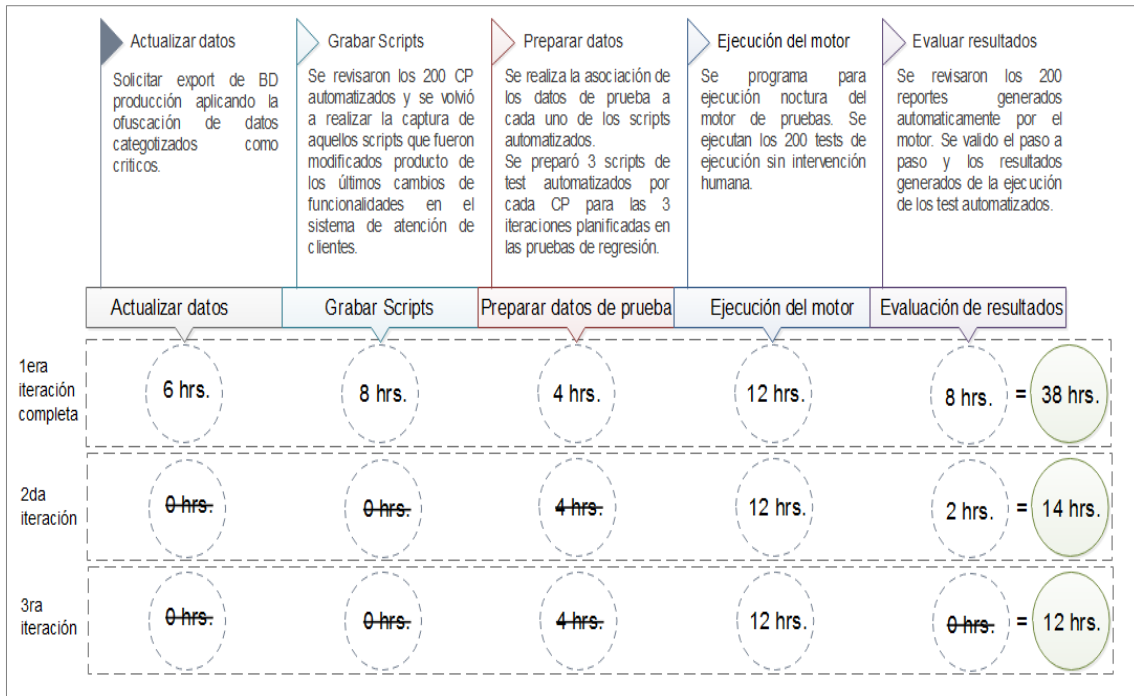 Actualizar datos
Solicitar export de BD
producción aplicando la
ofuscación de datos
categotizados como
criticos.
Grabar Scripts
Se revisaron los 200 CP
automatizados y se volvió
a realizar la captura de
aquellos scripts que fueron
modificados producto de
los últimos cambios de
funcionalidades en el
sistema de atención de
clientes.
Preparar datos
Se realiza la asociación de
los datos de prueba a
cada uno de los scripts
automatizados.
Se preparó 3 scripts de
test automatizados por
cada CP para las 3
iteraciones planificadas en
las pruebas de regresión.
Ejecución del motor
Se programa para
ejecución noctura del
motor de pruebas. Se
ejecutan los 200 tests de
ejecución sin intervención
humana.
Evaluar resultados
Se revisaron los 200
reportes generados
automaticamente por el
motor. Se valido el paso a
paso y los resultados
generados de la ejecución
de los test automatizados.
Actualizar datos
Grabar Scripts
Preparar datos de prueba
Ejecución del motor
Evaluación de resultados
1era
iteración
completa
6 hrs.
8 hrs.
4 hrs.
12 hrs.
8 hrs.
=
38 hrs.
2da
iteración
0 hrs.
0 hrs.
4 hrs.
12 hrs.
2 hrs.
=
14 hrs.
3ra
iteración
0 hrs.
0 hrs.
4 hrs.
12 hrs.
0 hrs.
=
12 hrs.